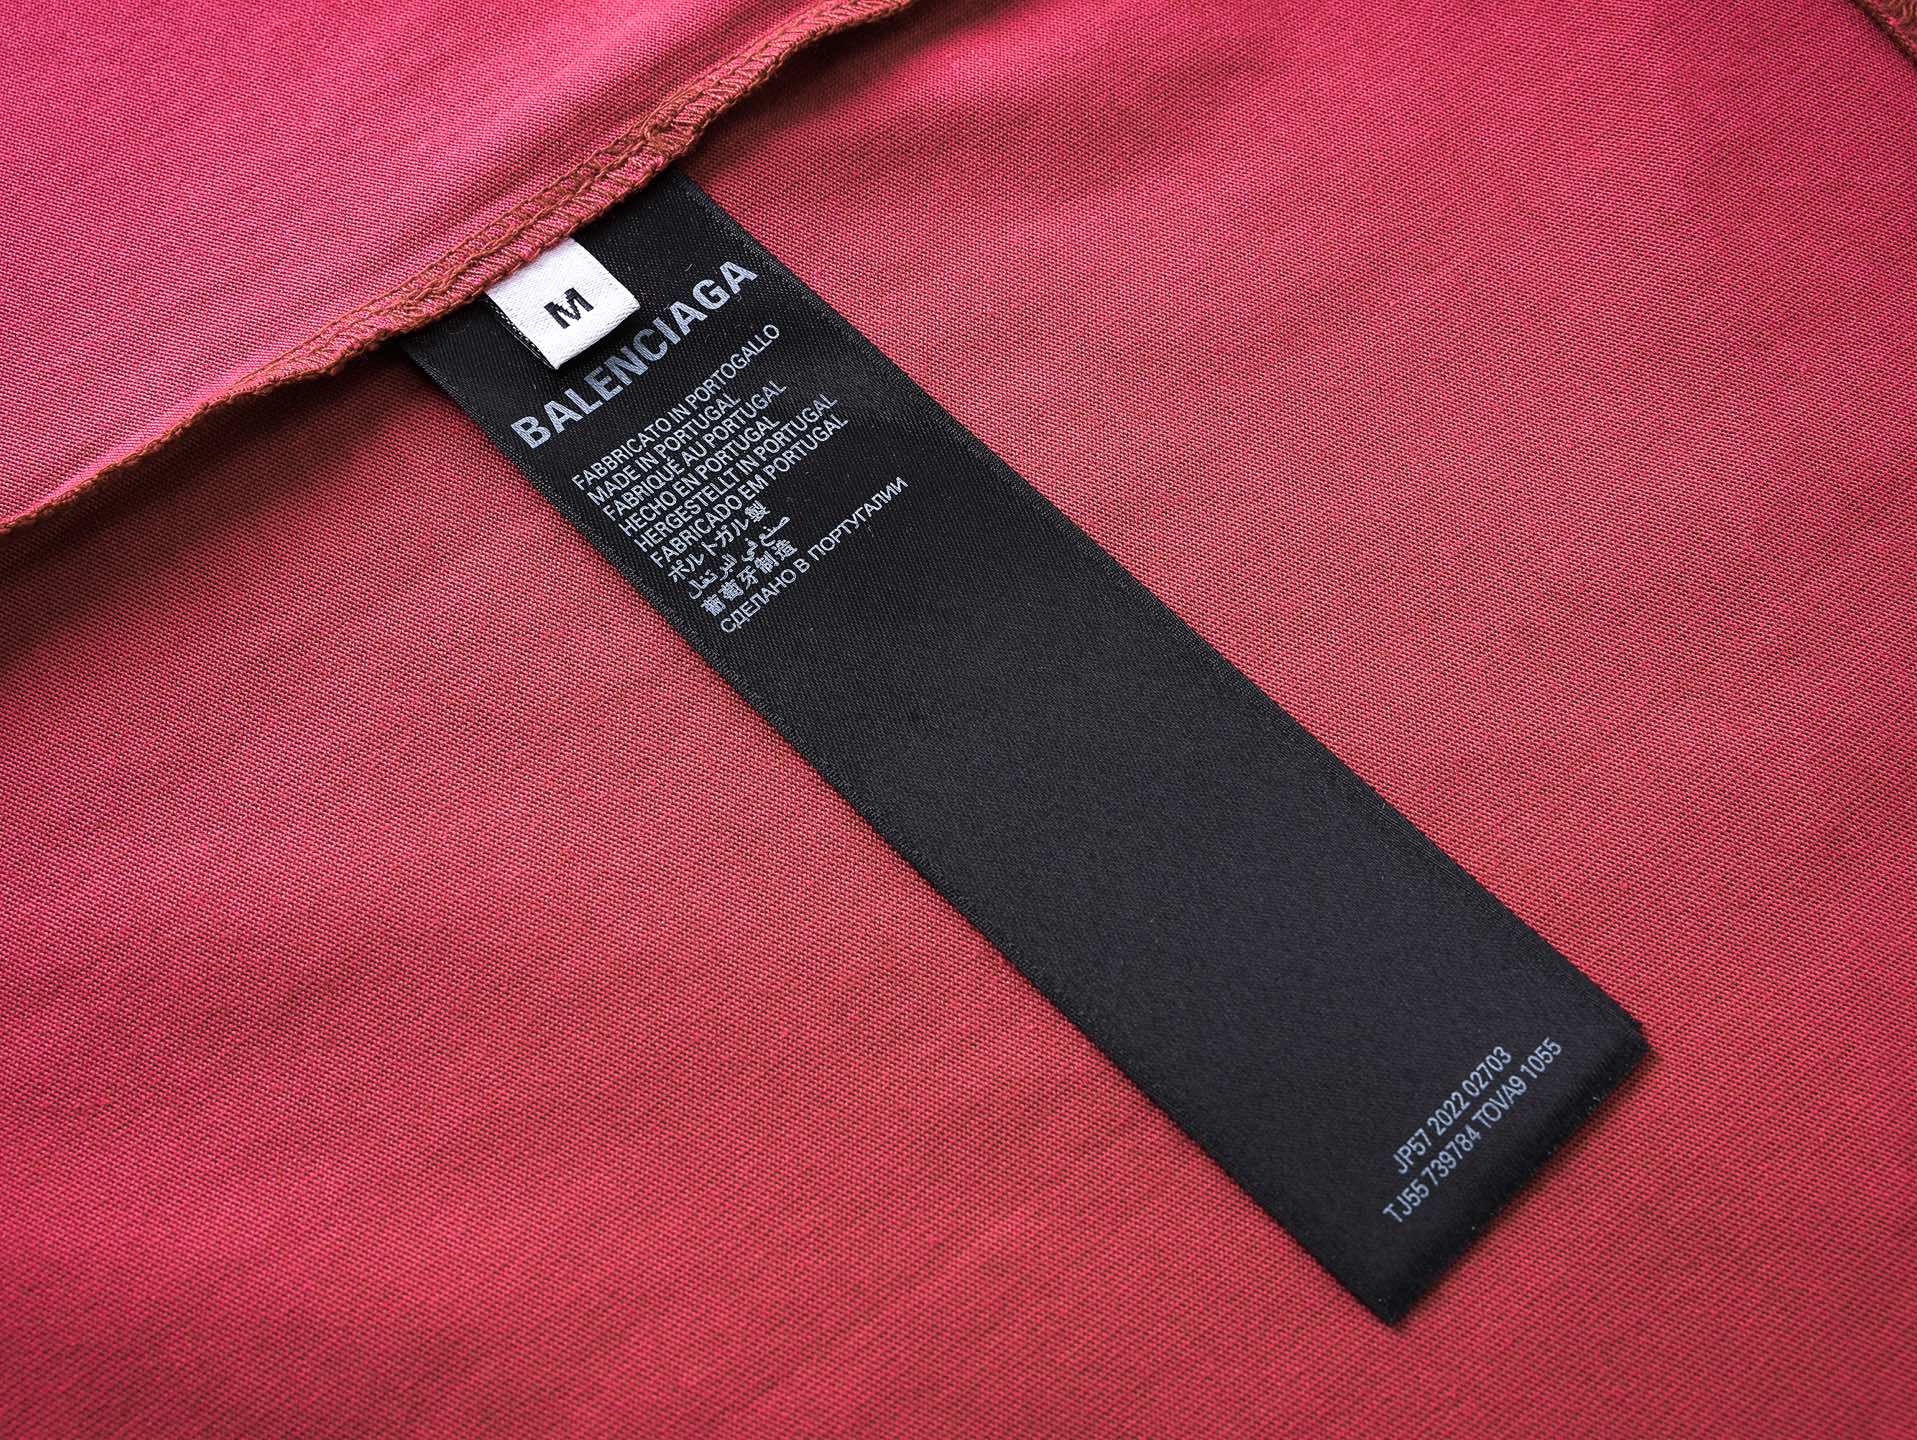 M
BALENCIAGA
FABBRICATO IN PORTOGALLO
MADE IN PORTUGAL
FABRIQUÉ AU PORTUGAL
HECHO EN PORTUGAL
HERGESTELLT IN PORTUGAL
FABRICADO EM PORTUGAL
ポルトガル製
صنع في البرتغال
葡萄牙制造
СДЕЛАНО В ПОРТУГАЛИИ
JP57 2022 02703
TJ55 739784 TOVA9 1055